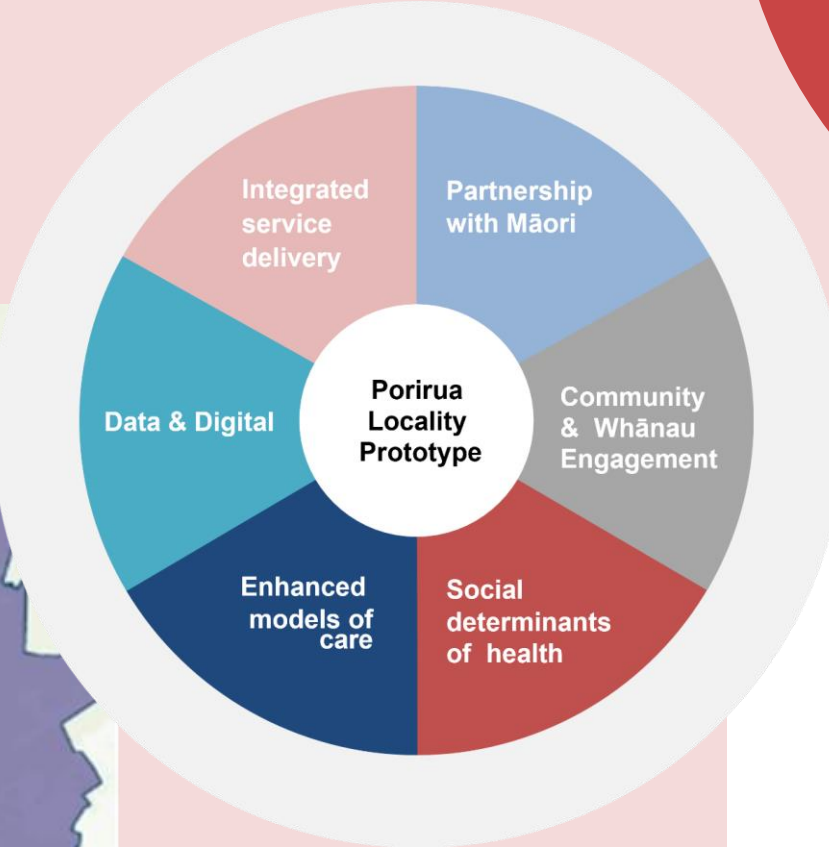 Integrated
service
delivery
Partnership
with Māori
Community
& Whānau
Engagement
Social
determinants
of health
Enhanced
models of
care
Data & Digital
Porirua
Locality
Prototype